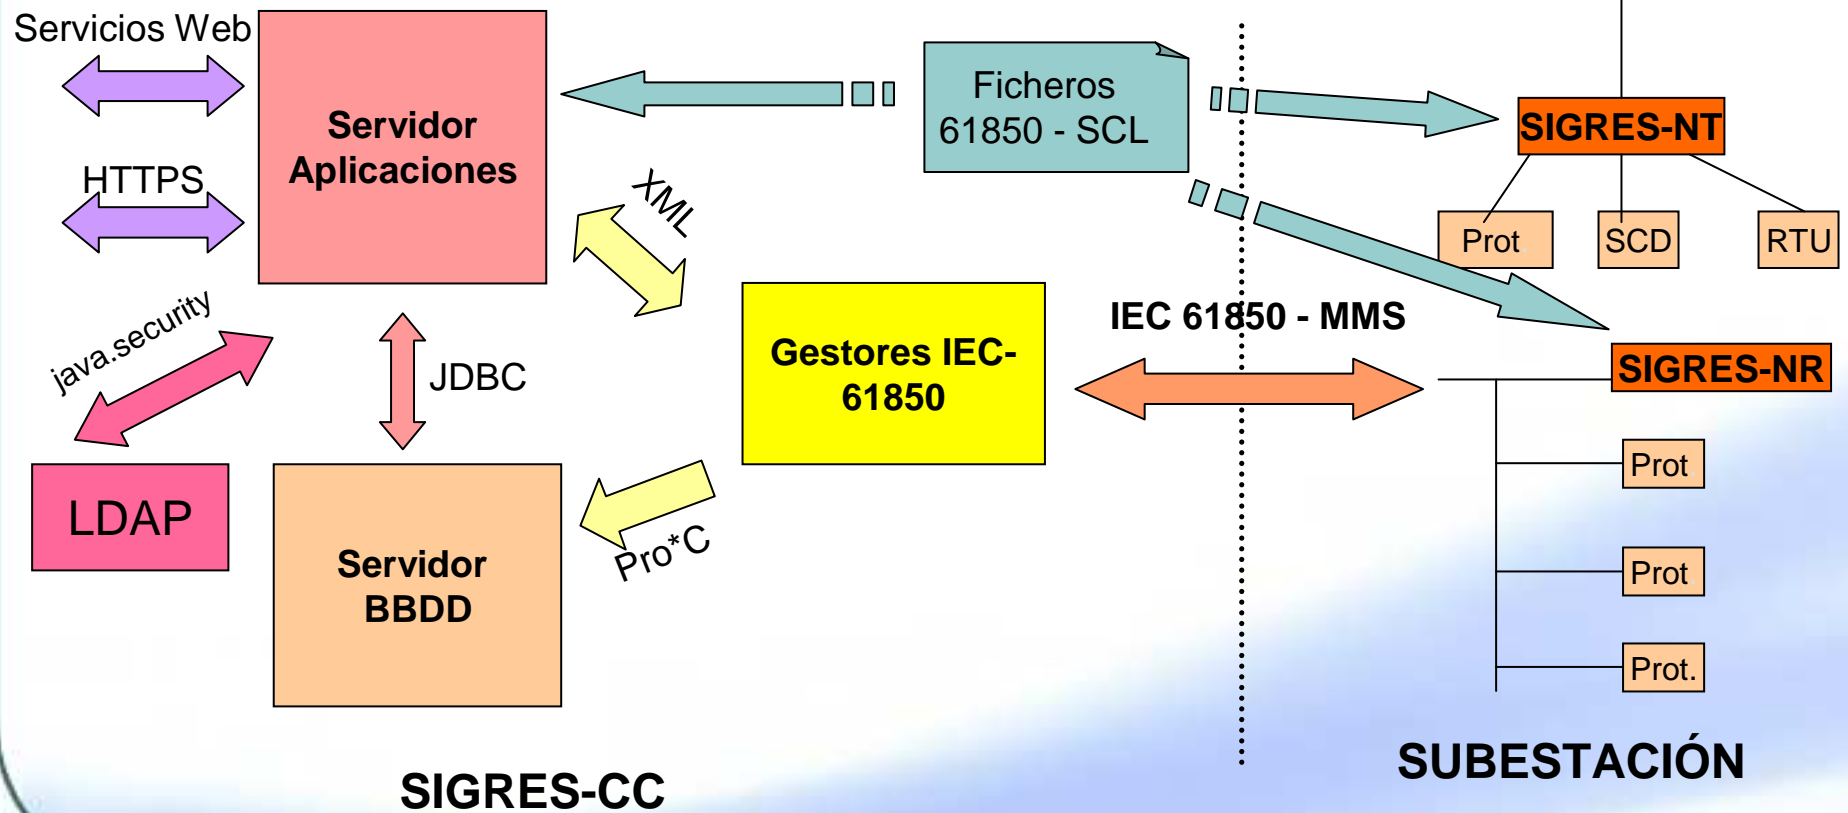 Servicios Web
HTTPS
Servidor
Aplicaciones
Ficheros
61850 - SCL
SIGRES-NT
Prot
SCD
RTU
XML
java.security
JDBC
Gestores IEC-
61850
IEC 61850 - MMS
SIGRES-NR
Prot
Prot
Prot.
LDAP
Servidor
BBDD
Pro*C
SIGRES-CC
SUBESTACIÓN